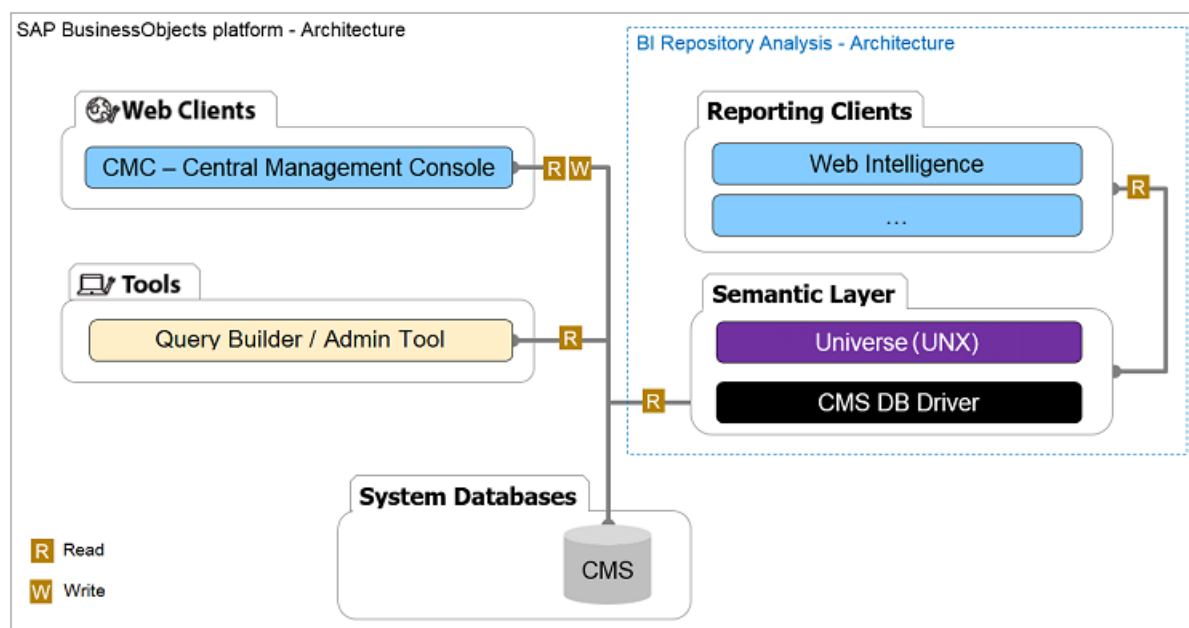 SAP BusinessObjects platform - Architecture
BI Repository Analysis - Architecture
Web Clients
CMC – Central Management Console
R W
Reporting Clients
Web Intelligence
...
R
Tools
Query Builder / Admin Tool
R
Semantic Layer
Universe (UNX)
CMS DB Driver
R
System Databases
CMS
R Read
W Write